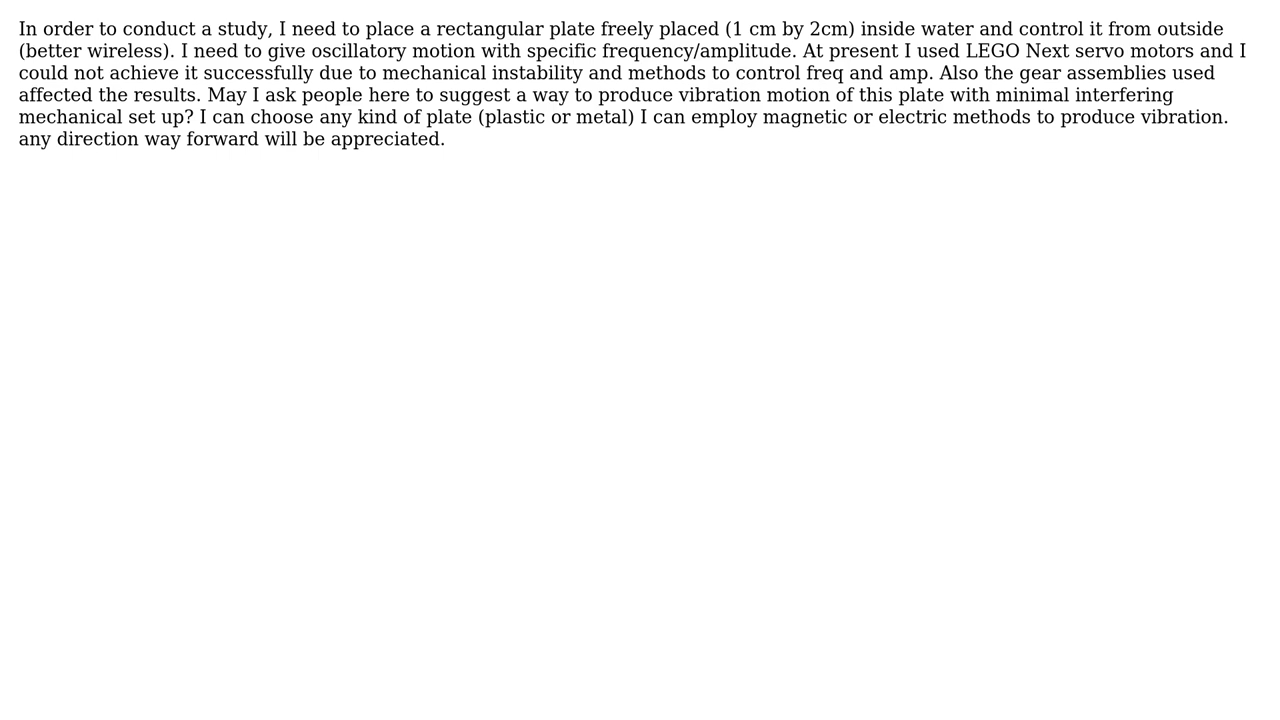 In order to conduct a study, I need to place a rectangular plate freely placed (1 cm by 2cm) inside water and control it from outside
(better wireless). I need to give oscillatory motion with specific frequency/amplitude. At present I used LEGO Next servo motors and I
could not achieve it successfully due to mechanical instability and methods to control freq and amp. Also the gear assemblies used
affected the results. May I ask people here to suggest a way to produce vibration motion of this plate with minimal interfering
mechanical set up? I can choose any kind of plate (plastic or metal) I can employ magnetic or electric methods to produce vibration.
any direction way forward will be appreciated.